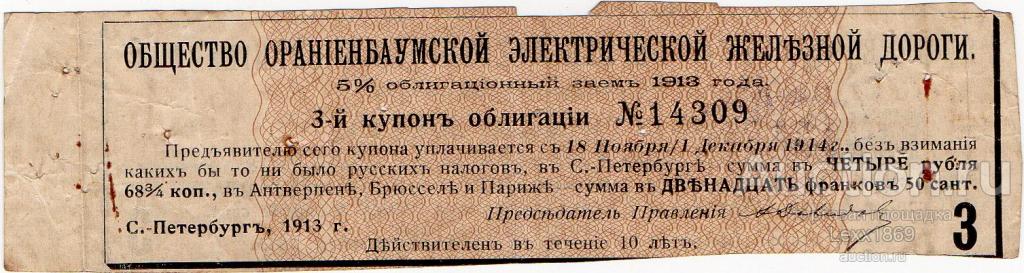 ОБЩЕСТВО ОРАНІЕНБАУМСКОЙ ЭЛЕКТРИЧЕСКОЙ ЖЕЛѢЗНОЙ ДОРОГИ.
5% облигаціонный заемъ 1913 года.
3-й купонъ облигаціи №14309
Предъявителю сего купона уплачивается съ 18 Ноября/1 Декабря 1914 г., безъ взиманія
какихъ бы то ни было русскихъ налоговъ, въ С.-Петербургѣ сумма въ ЧЕТЫРЕ рубля
68¾ коп., въ Антверпенѣ, Брюсселѣ и Парижѣ — сумма въ ДВѢНАДЦАТЬ франковъ 50 сант.
Предсѣдатель Правленія
С.-Петербургъ, 1913 г.
3
Дѣйствителенъ въ теченіе 10 лѣтъ.
площадка
Lexx1869
auction.ru